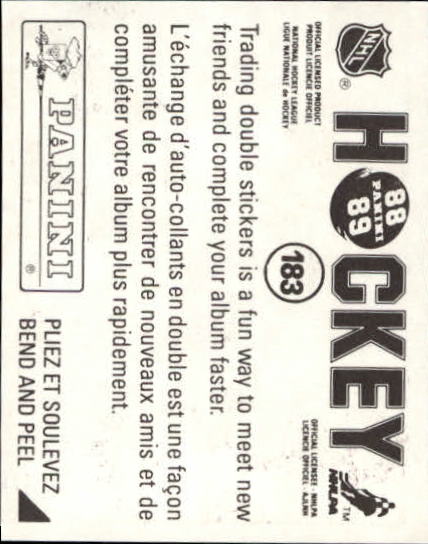 NHL
®
HOCKEY
88
PANINI
89
OFFICIAL LICENSED PRODUCT
PRODUIT LICENCIÉ OFFICIEL
NATIONAL HOCKEY LEAGUE
LIGUE NATIONALE de HOCKEY
183
TM
NHLPA
OFFICIAL LICENSEE - NHLPA
LICENCIÉ OFFICIEL - AJLNH
Trading double stickers is a fun way to meet new
friends and complete your album faster.
L'échange d'auto-collants en double est une façon
amusante de rencontrer de nouveaux amis et de
compléter votre album plus rapidement.
PANINI
®
PLIEZ ET SOULEVEZ
BEND AND PEEL